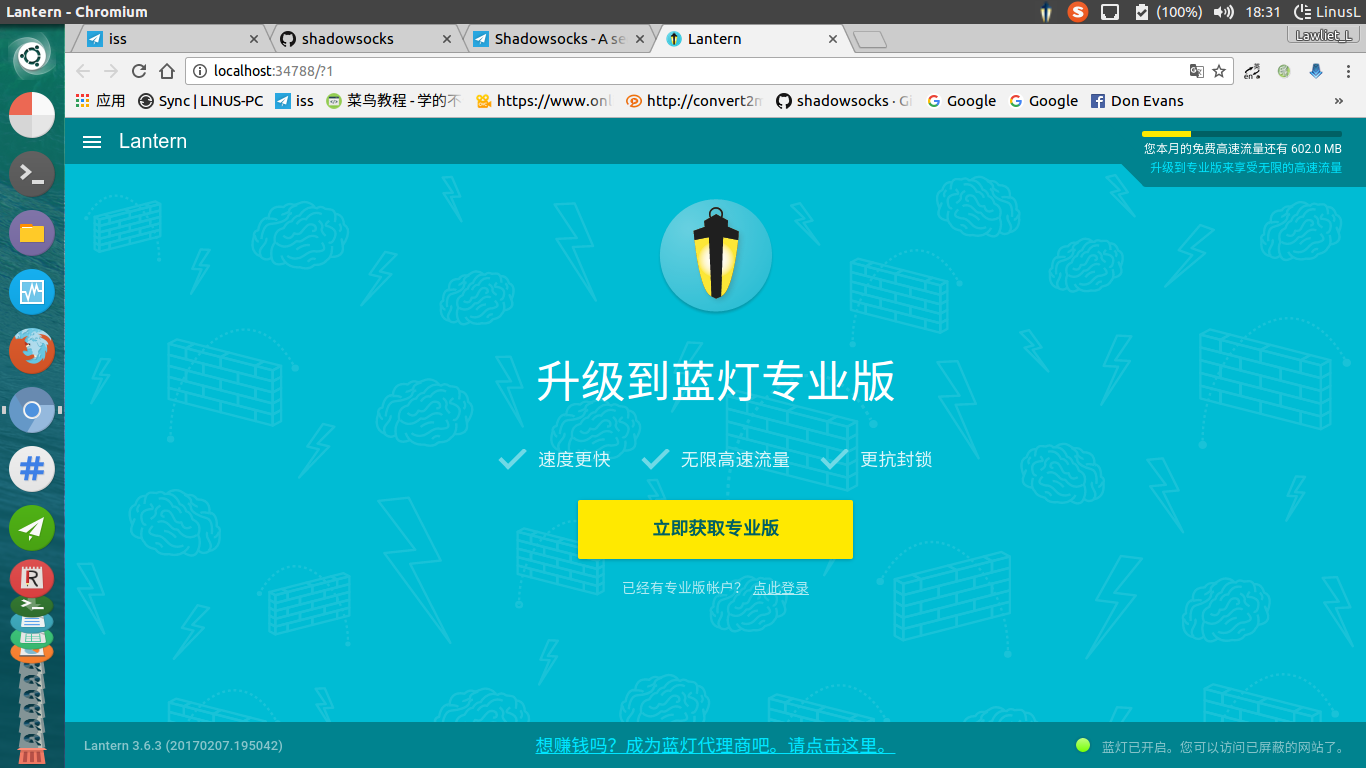 Lantern - Chromium
(100%)
18:31
LinusL
iss
shadowsocks
Shadowsocks - A se
Lantern
Lawliet_L
localhost:34788/?1
应用
Sync | LINUS-PC
iss
菜鸟教程 - 学的不
https://www.onl
http://convert2m
shadowsocks · Gi
Google
Google
Don Evans
»
Lantern
您本月的免费高速流量还有 602.0 MB
升级到专业版来享受无限的高速流量
升级到蓝灯专业版
速度更快
无限高速流量
更抗封锁
立即获取专业版
已经有专业版帐户? 点此登录
Lantern 3.6.3 (20170207.195042)
想赚钱吗？成为蓝灯代理商吧。请点击这里。
蓝灯已开启。您可以访问已屏蔽的网站了。